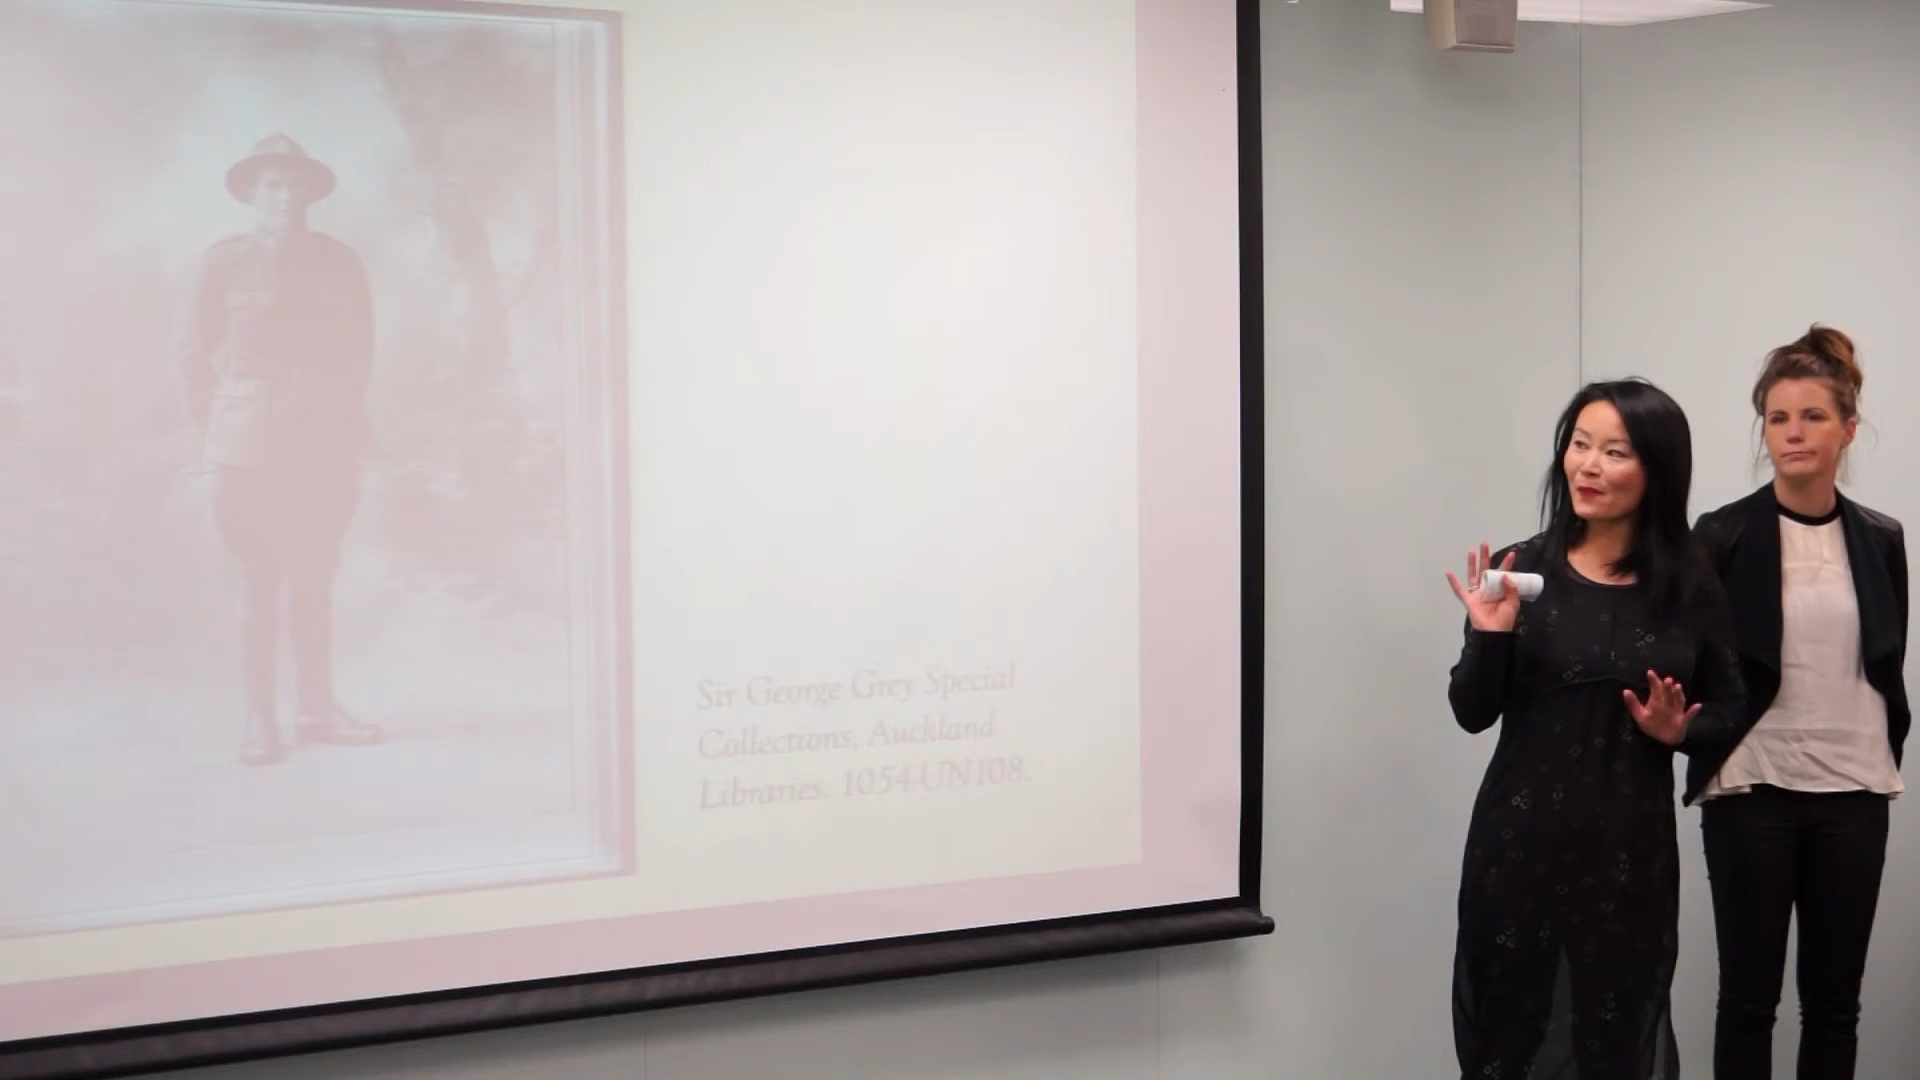 Sir George Grey Special
Collections, Auckland
Libraries, 1054-UN108.